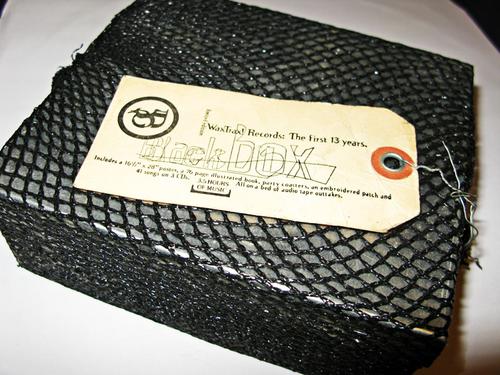 WaxTrax! Records: The First 13 years.
Black Box
Includes a 16½" x 28" poster, a 76 page illustrated book, party coasters, an embroidered patch and
41 songs on 3 CDs. All on a bed of audio tape outtakes.
3.5 HOURS
OF MUSIC